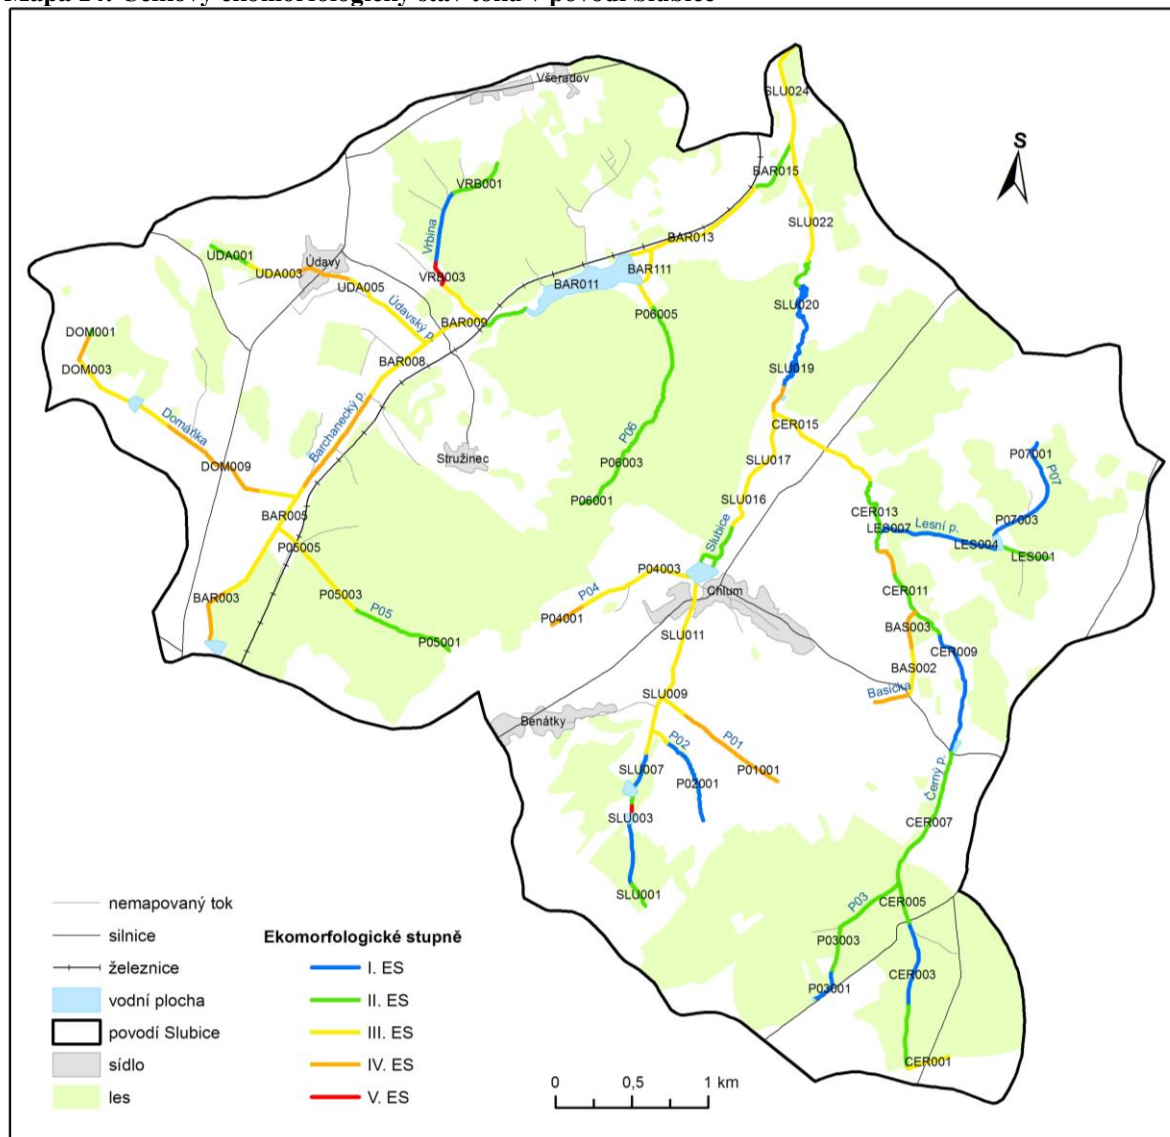 Mapa 14: Celkový ekomorfologický stav toků v povodí Slubice
Všeradov
SLU024
S
VRB001
BAR015
Vrbina
SLU022
UDA001
BAR013
Údavy
UDA003
VRB003
BAR111
UDA005
BAR011
SLU020
Údavský p.
P06005
DOM001
BAR009
BAR008
DOM003
SLU019
Domáňka
Barchanecký p.
P06
CER015
Stružinec
P07001
DOM009
P06003
SLU017
P07
P06001
SLU016
BAR005
CER013
P07003
LES007
Lesní p.
P05005
Slubice
LES004
LES001
P04003
P05003
P04
Chlum
CER011
BAR003
P05
P04001
SLU011
BAS003
P05001
CER009
BAS002
SLU009
Basička
Benátky
P01
P02
SLU007
P01001
P02001
Černý p.
SLU003
CER007
SLU001
P03
CER005
P03003
CER003
P03001
CER001
nemapovaný tok
silnice
železnice
vodní plocha
povodí Slubice
sídlo
les
Ekomorfologické stupně
I. ES
II. ES
III. ES
IV. ES
V. ES
0 0,5 1 km